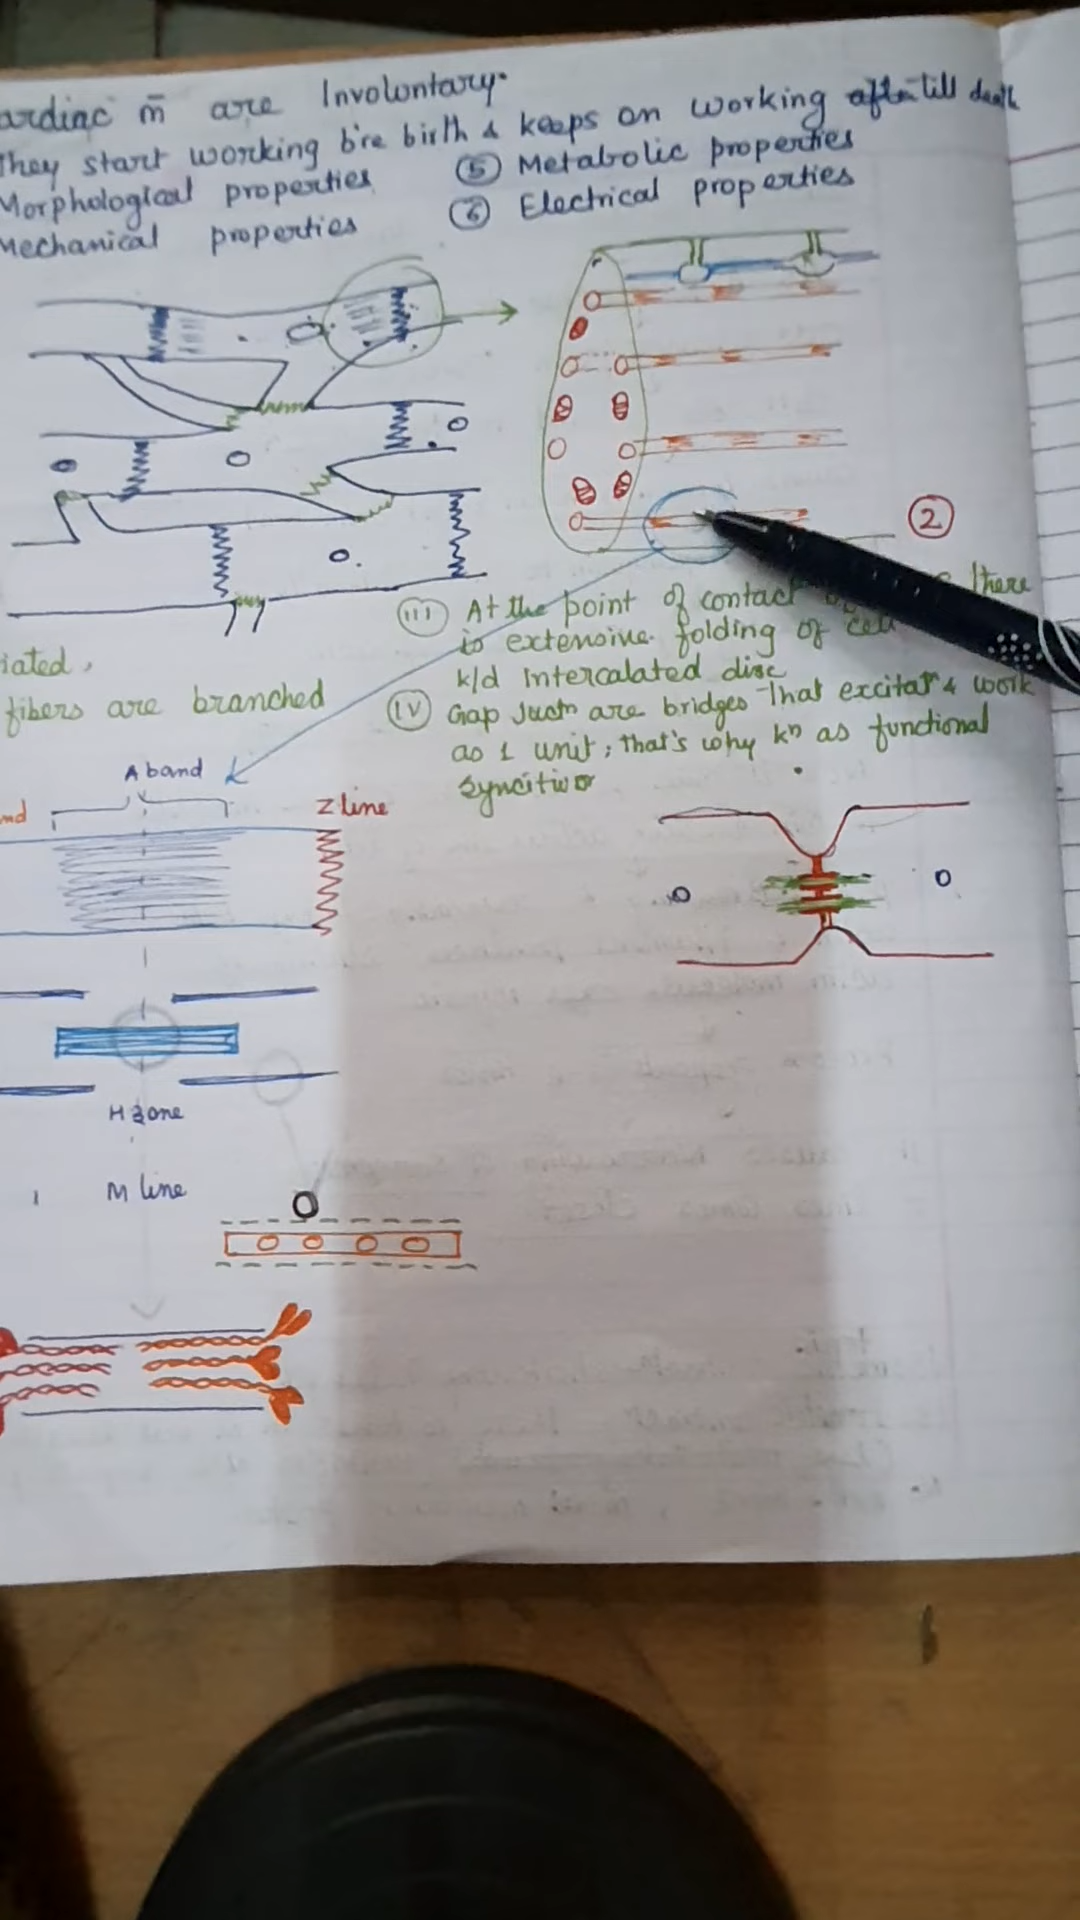 ardiac m̄ are Involontary.
They start working b're birth & keeps on working till death
Morphological properties
⑤ Metabolic properties
Mechanical properties
⑥ Electrical properties
②
(III) At the point of contact there
is extensive folding of cell
k/d intercalated disc
iated,
fibers are branched
(IV) Gap Juctn are bridges that excitat & work
as 1 unit, that's why kn as functional
A band
Z line
H zone
M line